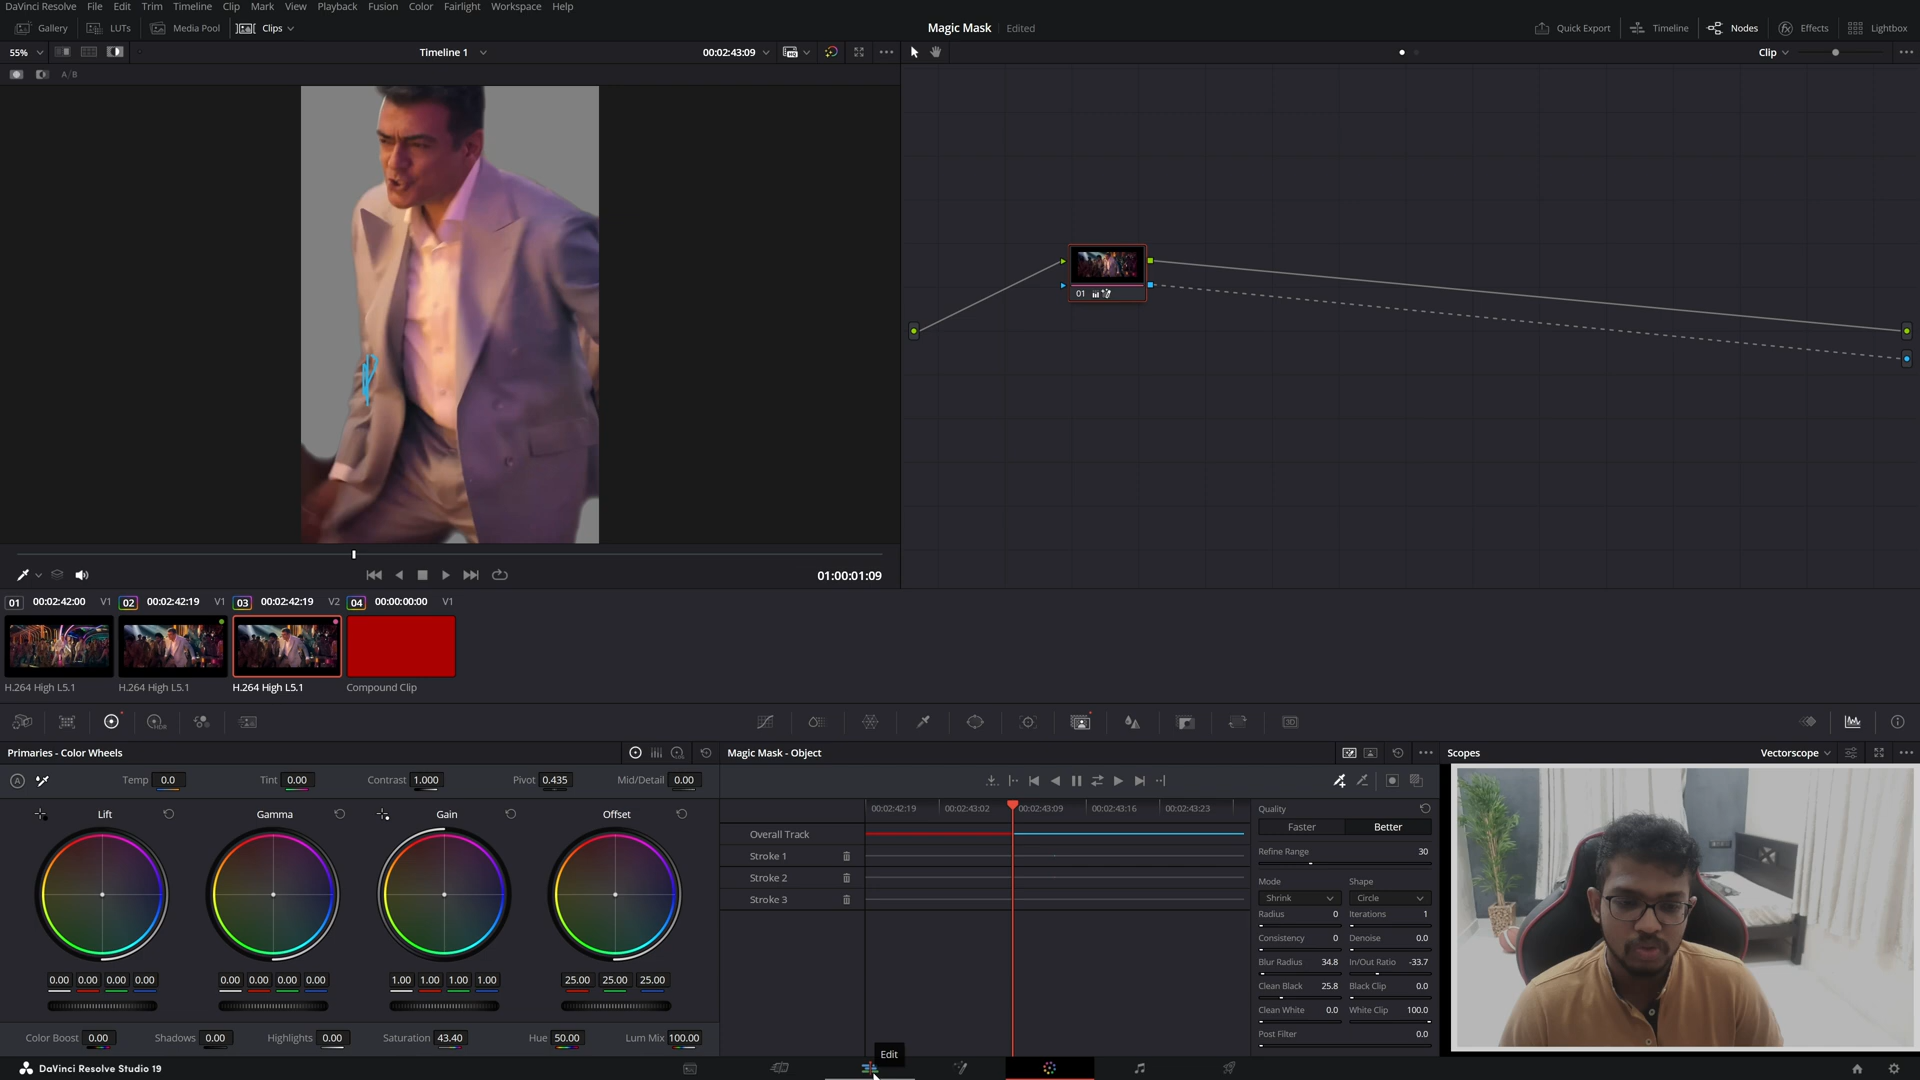 DaVinci Resolve File Edit Trim Timeline Clip Mark View Playback Fusion Color Fairlight Workspace Help
Gallery LUTs Media Pool Clips Magic Mask Edited Quick Export Timeline Nodes Effects Lightbox
55% Timeline 1 00:02:43:09 Clip
A/B
01
01:00:01:09
01 00:02:42:00 V1 02 00:02:42:19 V1 03 00:02:42:19 V2 04 00:00:00:00 V1
H.264 High L5.1 H.264 High L5.1 H.264 High L5.1 Compound Clip
Primaries - Color Wheels Magic Mask - Object Scopes Vectorscope
A Temp 0.0 Tint 0.00 Contrast 1.000 Pivot 0.435 Mid/Detail 0.00
Lift Gamma Gain Offset
00:02:42:19 00:02:43:02 00:02:43:09 00:02:43:16 00:02:43:23
Quality
Faster Better
Overall Track
Stroke 1
Stroke 2
Stroke 3
Refine Range 30
Mode Shape
Shrink Circle
Radius 0 Iterations 1
Consistency 0 Denoise 0.0
Blur Radius 34.8 In/Out Ratio -33.7
Clean Black 25.8 Black Clip 0.0
Clean White 0.0 White Clip 100.0
Post Filter 0.0
0.00 0.00 0.00 0.00 0.00 0.00 0.00 0.00 1.00 1.00 1.00 1.00 25.00 25.00 25.00
Color Boost 0.00 Shadows 0.00 Highlights 0.00 Saturation 43.40 Hue 50.00 Lum Mix 100.00
Edit
DaVinci Resolve Studio 19